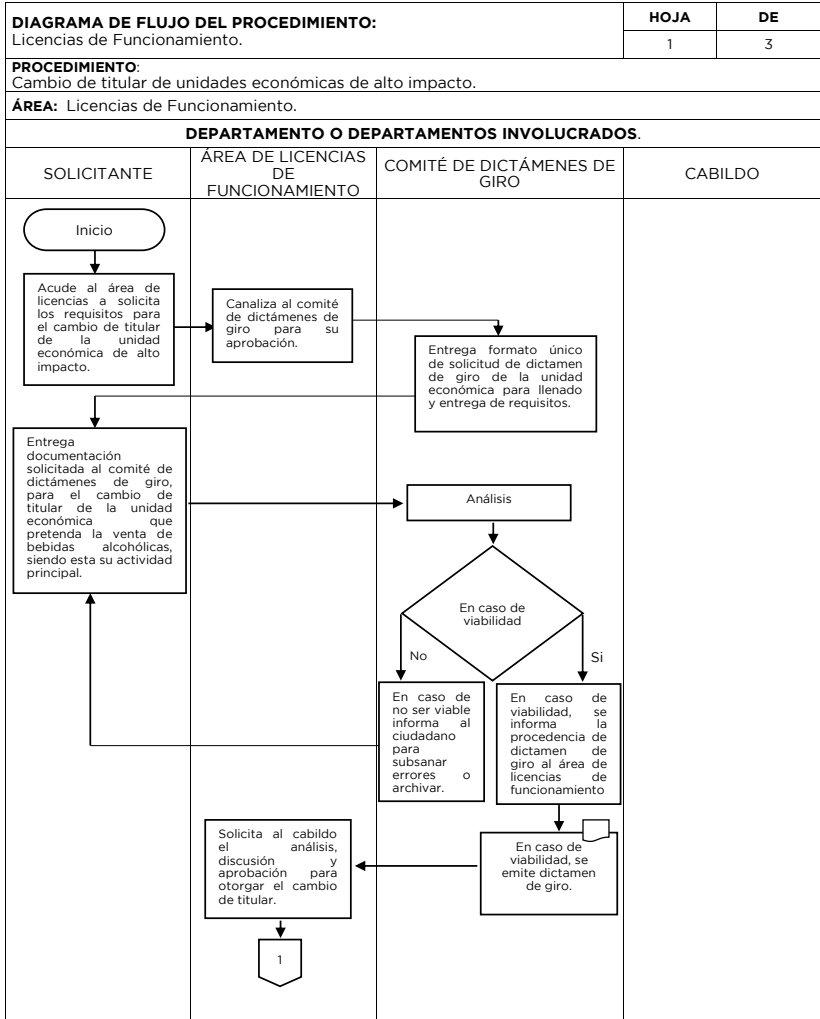 DIAGRAMA DE FLUJO DEL PROCEDIMIENTO:
Licencias de Funcionamiento.
HOJA
DE
1
3
PROCEDIMIENTO:
Cambio de titular de unidades económicas de alto impacto.
ÁREA: Licencias de Funcionamiento.
DEPARTAMENTO O DEPARTAMENTOS INVOLUCRADOS.
SOLICITANTE
ÁREA DE LICENCIAS
DE
FUNCIONAMIENTO
COMITÉ DE DICTÁMENES DE
GIRO
CABILDO
Inicio
Acude al área de
licencias a solicita
los requisitos para
el cambio de titular
de la unidad
económica de alto
impacto.
Canaliza al comité
de dictámenes de
giro para su
aprobación.
Entrega formato único
de solicitud de dictamen
de giro de la unidad
económica para llenado
y entrega de requisitos.
Entrega
documentación
solicitada al comité de
dictámenes de giro,
para el cambio de
titular de la unidad
económica que
pretenda la venta de
bebidas alcohólicas,
siendo esta su actividad
principal.
Análisis
En caso de
viabilidad
No
Si
En caso de
no ser viable
informa al
ciudadano
para
subsanar
errores o
archivar.
En caso de
viabilidad, se
informa la
procedencia de
dictamen de
giro al área de
licencias de
funcionamiento
Solicita al cabildo
el análisis,
discusión y
aprobación para
otorgar el cambio
de titular.
En caso de
viabilidad, se
emite dictamen
de giro.
1